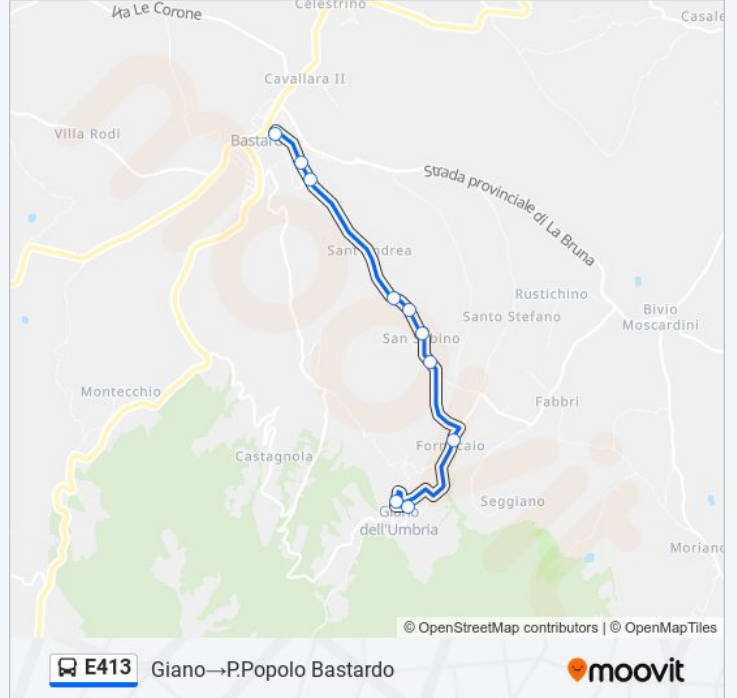 Celestrino
Via Le Corone
Casale
Cavallara II
Villa Rodi
Bastardo
Strada provinciale di La Bruna
Sant'Andrea
Rustichino
Santo Stefano
Bivio
Moscardini
San Sabino
Montecchio
Fabbri
Fornacaio
Castagnola
Seggiano
Giano
dell'Umbria
Moriano
© OpenStreetMap contributors | © OpenMapTiles
E413 Giano→P.Popolo Bastardo
moovit